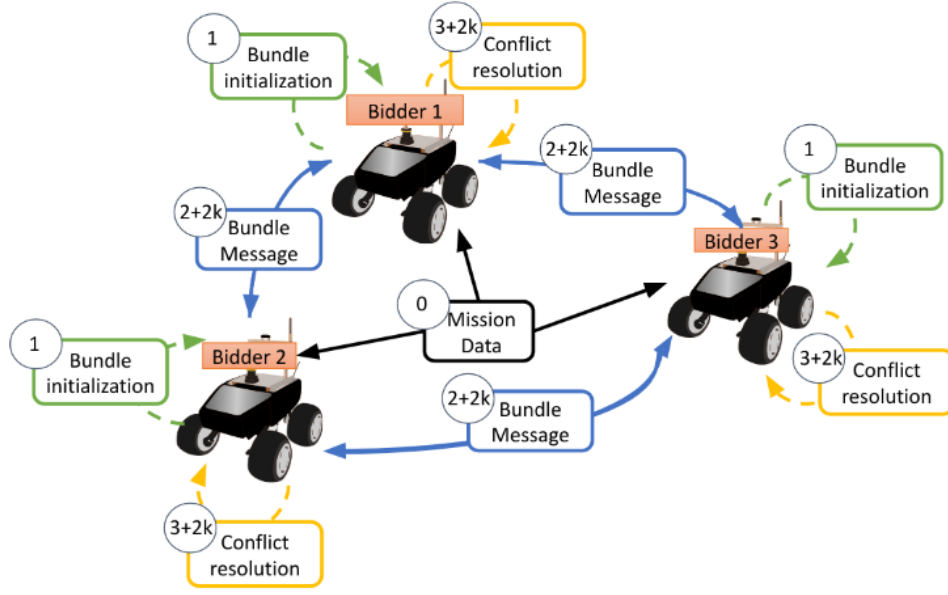 1
Bundle
initialization
3+2k
Conflict
resolution
Bidder 1
2+2k
Bundle
Message
2+2k
Bundle
Message
1
Bundle
initialization
Bidder 3
0
Mission
Data
1
Bundle
initialization
Bidder 2
3+2k
Conflict
resolution
2+2k
Bundle
Message
3+2k
Conflict
resolution